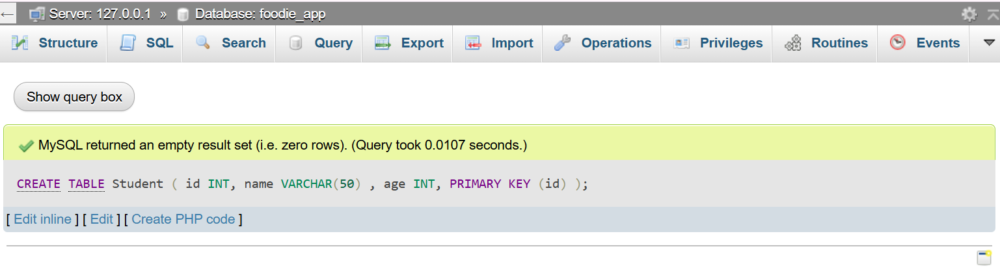 Server: 127.0.0.1 » Database: foodie_app
Structure SQL Search Query Export Import Operations Privileges Routines Events
Show query box
MySQL returned an empty result set (i.e. zero rows). (Query took 0.0107 seconds.)
CREATE TABLE Student ( id INT, name VARCHAR(50) , age INT, PRIMARY KEY (id) );
[ Edit inline ] [ Edit ] [ Create PHP code ]